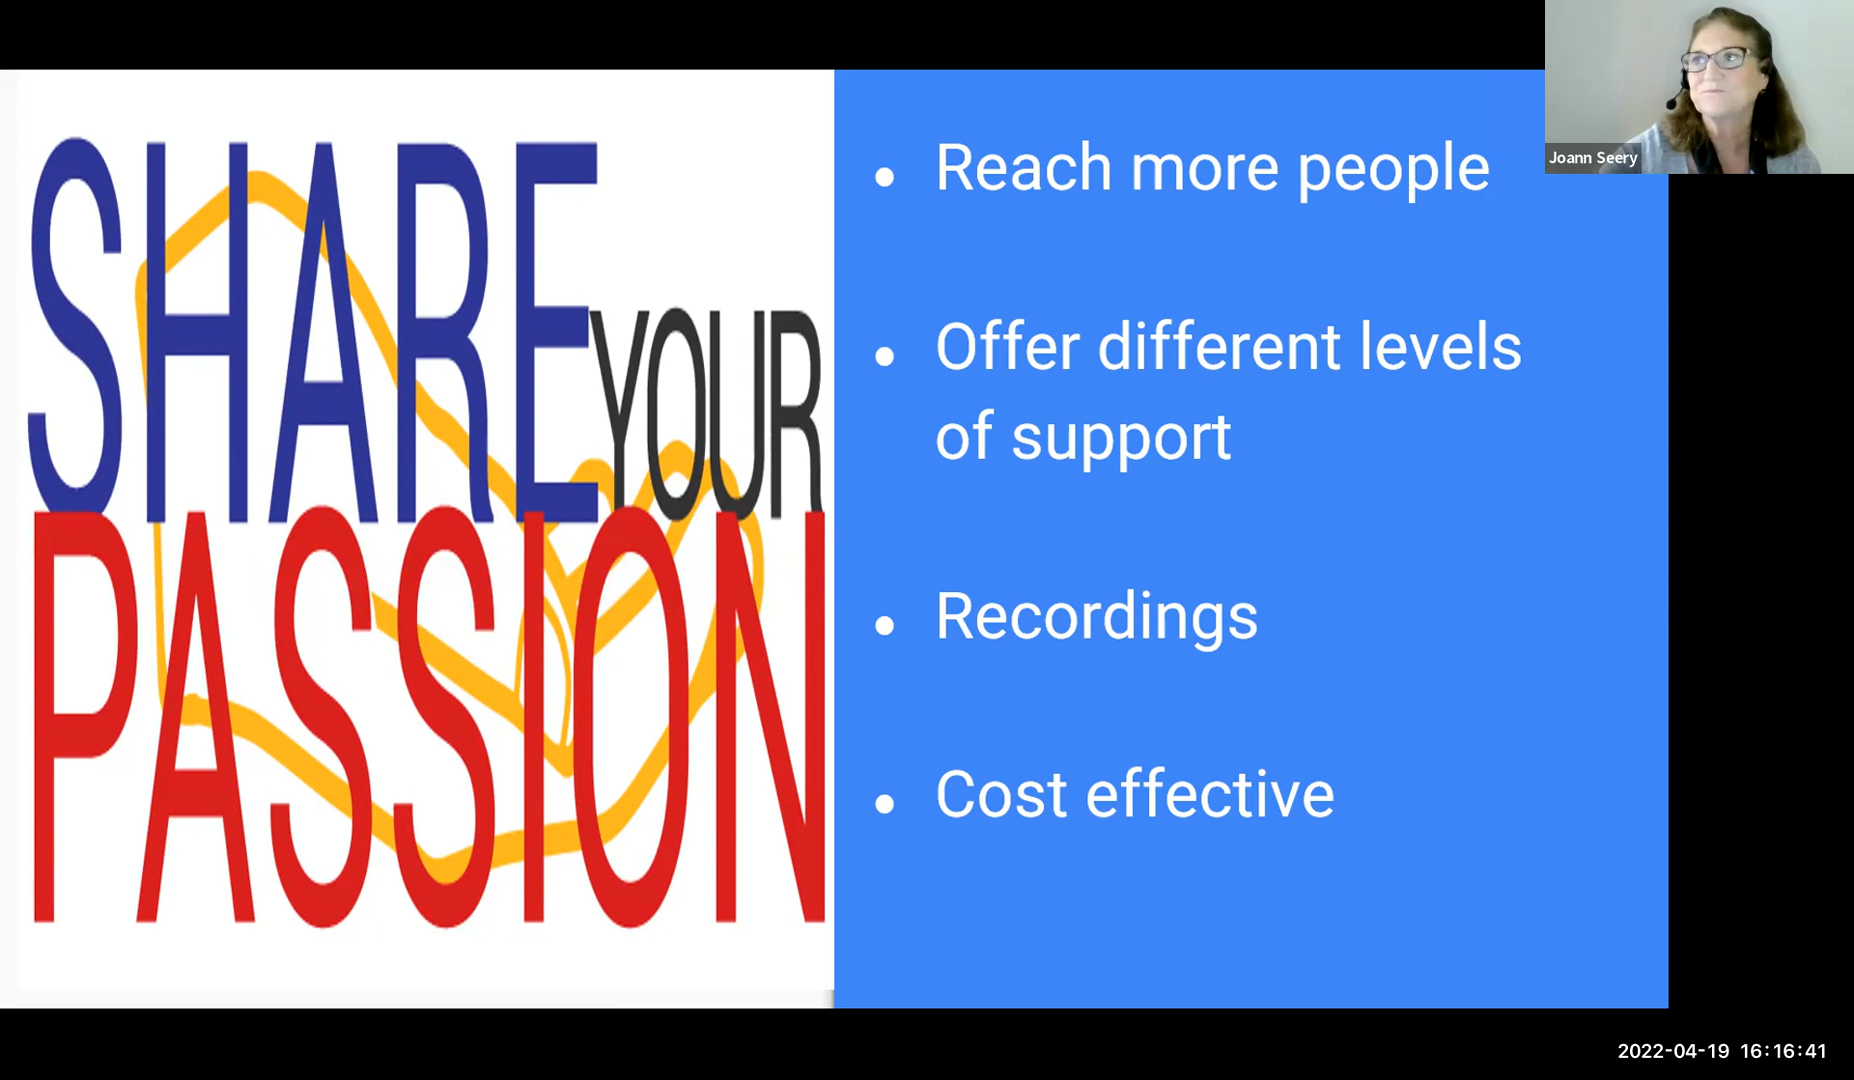 SHARE YOUR
PASSION
• Reach more people
• Offer different levels
of support
• Recordings
• Cost effective
Joann Seery
2022-04-19 16:16:41